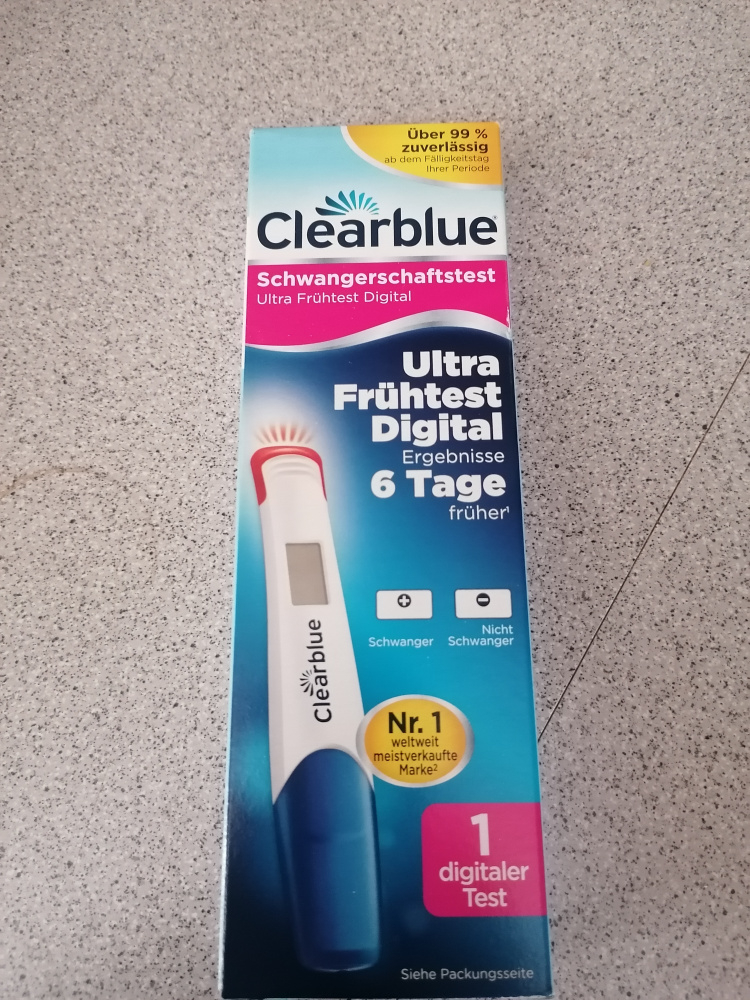 Über 99 %
zuverlässig
ab dem Fälligkeitstag
Ihrer Periode
Clearblue
Schwangerschaftstest
Ultra Frühtest Digital
Ultra
Frühtest
Digital
Ergebnisse
6 Tage
früher¹
Schwanger
Nicht
Schwanger
Clearblue
Nr. 1
weltweit
meistverkaufte
Marke²
1
digitaler
Test
Siehe Packungsseite